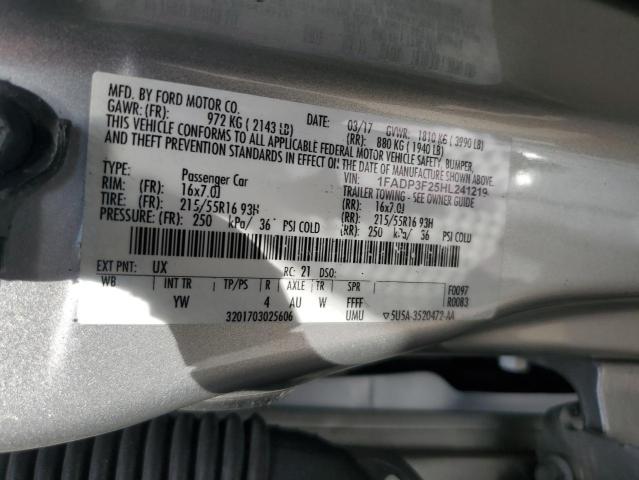 MFD. BY FORD MOTOR CO.
DATE: 03/17 GVWR: 1810 KG ( 3990 LB)
GAWR: (FR): 972 KG ( 2143 LB) (RR): 880 KG ( 1940 LB)
THIS VEHICLE CONFORMS TO ALL APPLICABLE FEDERAL MOTOR VEHICLE SAFETY, BUMPER,
AND THEFT PREVENTION STANDARDS IN EFFECT ON THE DATE OF MANUFACTURE SHOWN ABOVE.
VIN: 1FADP3F25HL241219
TYPE: Passenger Car TRAILER TOWING - SEE OWNERS
RIM: (FR): 16x7.0J (RR): 16x7.0J
TIRE: (FR): 215/55R16 93H (RR): 215/55R16 93H
PRESSURE: (FR): 250 kPa/ 36 PSI COLD (RR): 250 kPa/ 36 PSI COLD
EXT PNT: UX RC: 21 DSO:
WB INT TR TP/PS R AXLE TR SPR F0097
YW 4 AU W FFFF R0083
3201703025606 UMU ▽5U5A-3520472-AA